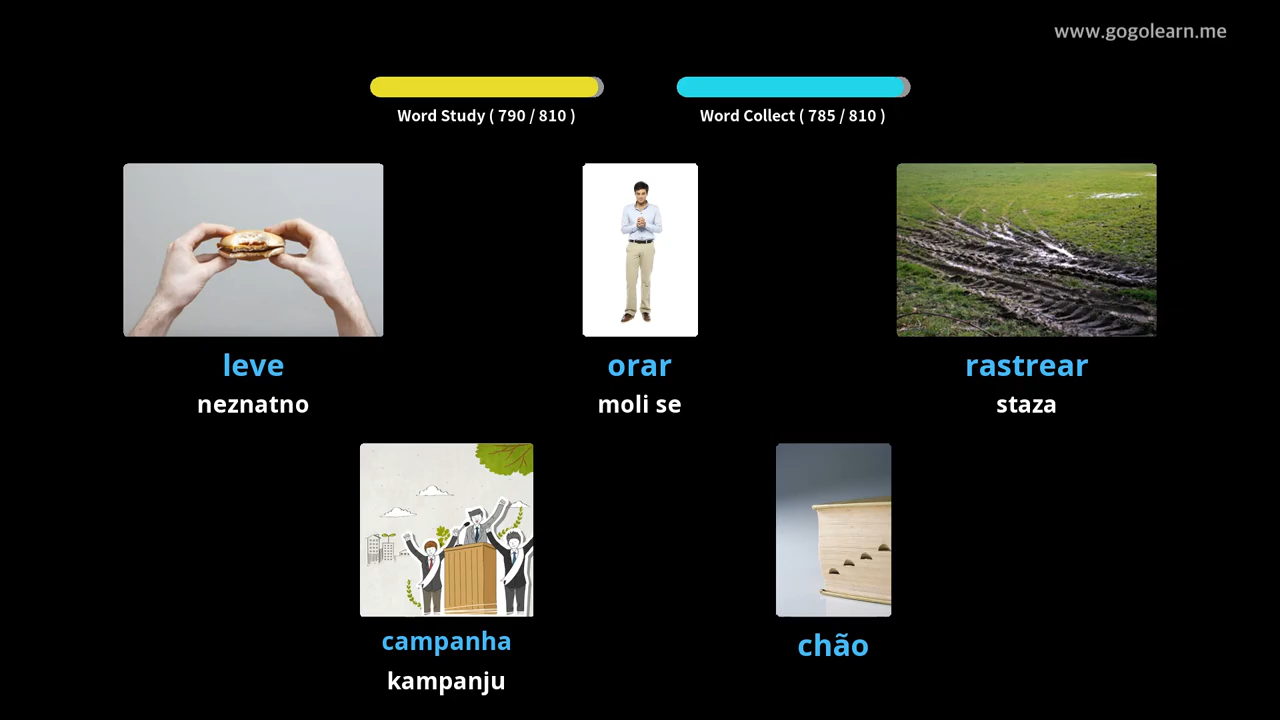 www.gogolearn.me
Word Study ( 790 / 810 )
Word Collect ( 785 / 810 )
leve
neznatno
orar
moli se
rastrear
staza
campanha
kampanju
chão